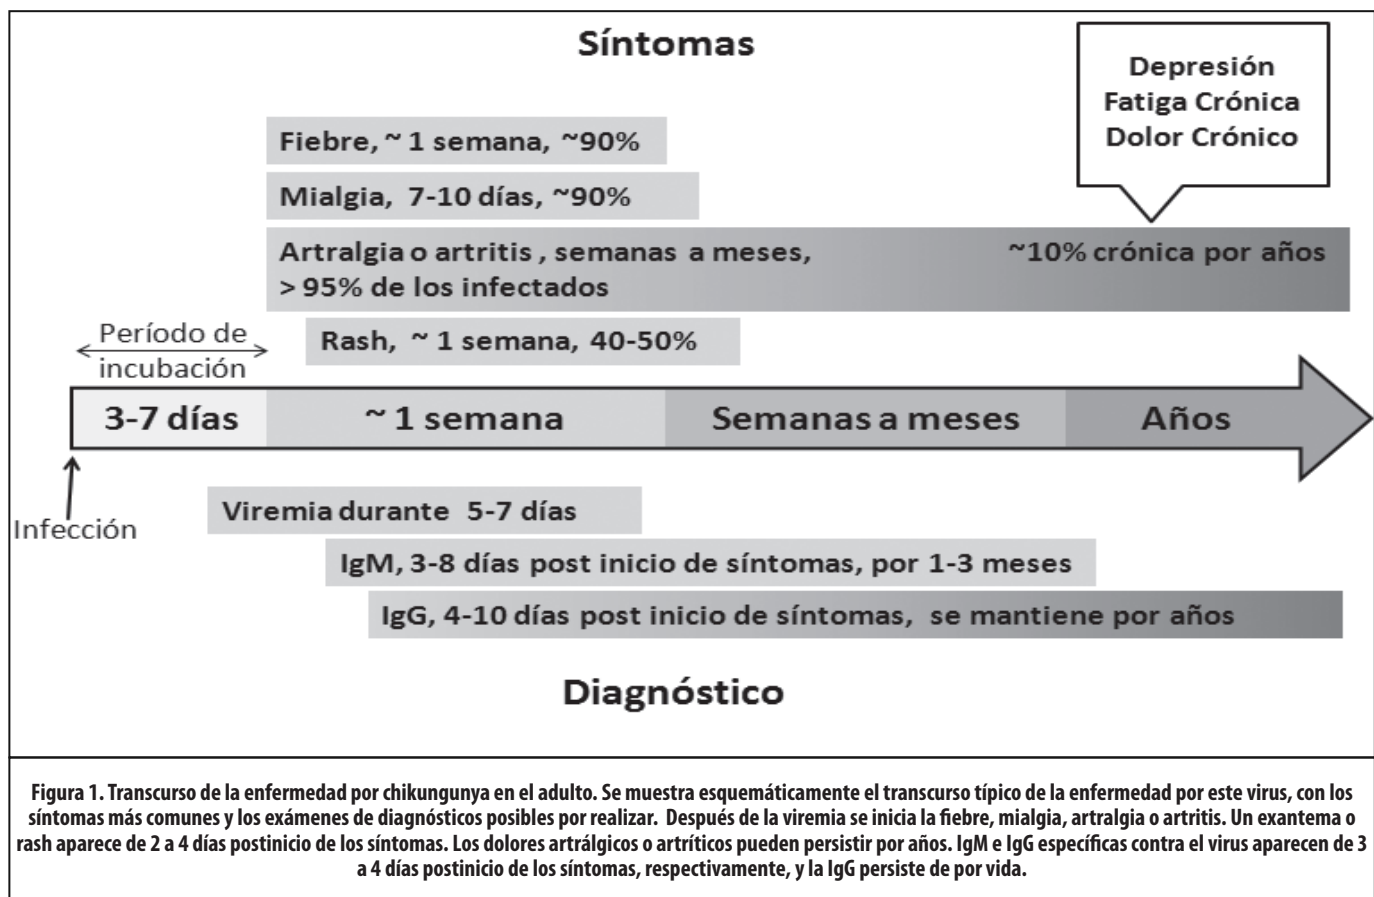 Síntomas
Depresión
Fatiga Crónica
Dolor Crónico
Fiebre, ~ 1 semana, ~90%
Mialgia, 7-10 días, ~90%
Artralgia o artritis , semanas a meses,
> 95% de los infectados
~10% crónica por años
Rash, ~ 1 semana, 40-50%
Período de
incubación
3-7 días
~ 1 semana
Semanas a meses
Años
Infección
Viremia durante 5-7 días
IgM, 3-8 días post inicio de síntomas, por 1-3 meses
IgG, 4-10 días post inicio de síntomas, se mantiene por años
Diagnóstico
Figura 1. Transcurso de la enfermedad por chikungunya en el adulto. Se muestra esquemáticamente el transcurso típico de la enfermedad por este virus, con los
síntomas más comunes y los exámenes de diagnósticos posibles por realizar. Después de la viremia se inicia la fiebre, mialgia, artralgia o artritis. Un exantema o
rash aparece de 2 a 4 días postinicio de los síntomas. Los dolores artrálgicos o artríticos pueden persistir por años. IgM e IgG específicas contra el virus aparecen de 3
a 4 días postinicio de los síntomas, respectivamente, y la IgG persiste de por vida.